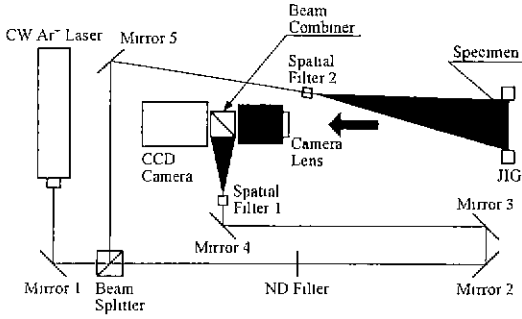 Beam
Combiner
CW Ar⁺ Laser
Mirror 5
Spatial
Filter 2
Specimen
CCD
Camera
Camera
Lens
JIG
Spatial
Filter 1
Mirror 3
Mirror 4
Mirror 1
Beam
Splitter
ND Filter
Mirror 2